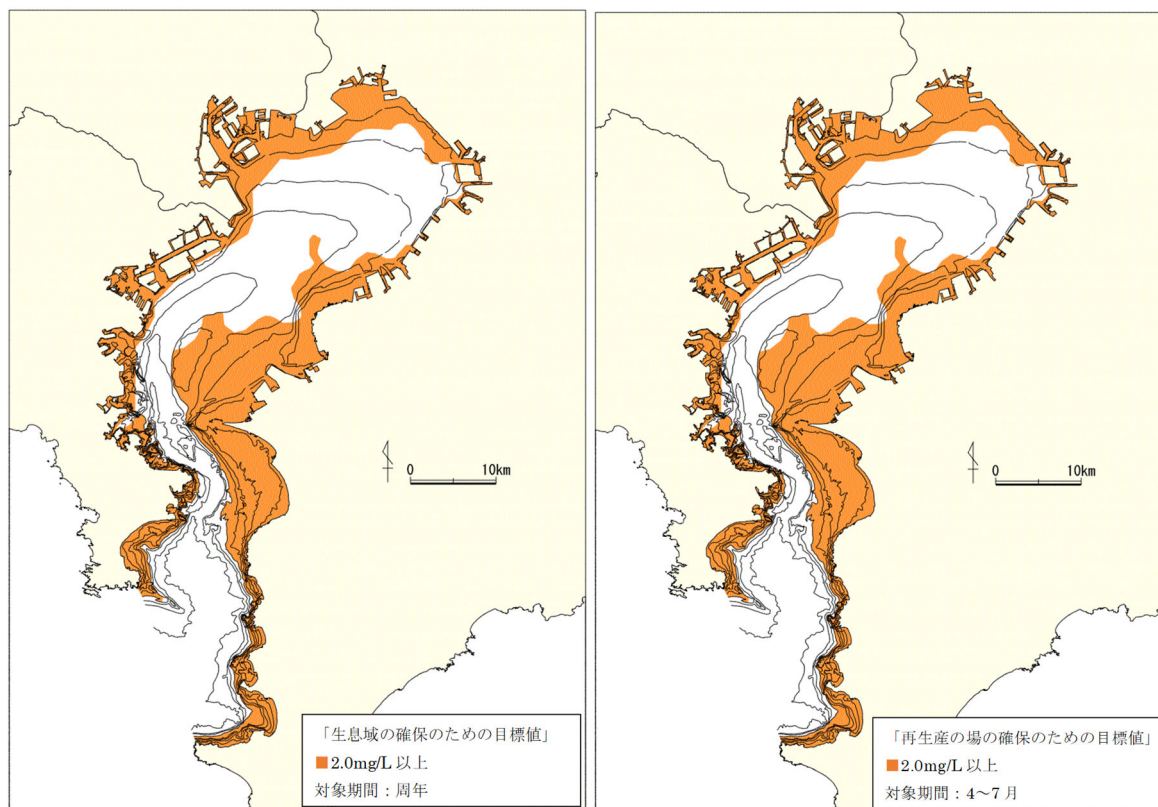 0 10km
「生息域の確保のための目標値」
■2.0mg/L 以上
対象期間：周年
0 10km
「再生産の場の確保のための目標値」
■2.0mg/L 以上
対象期間：4～7 月